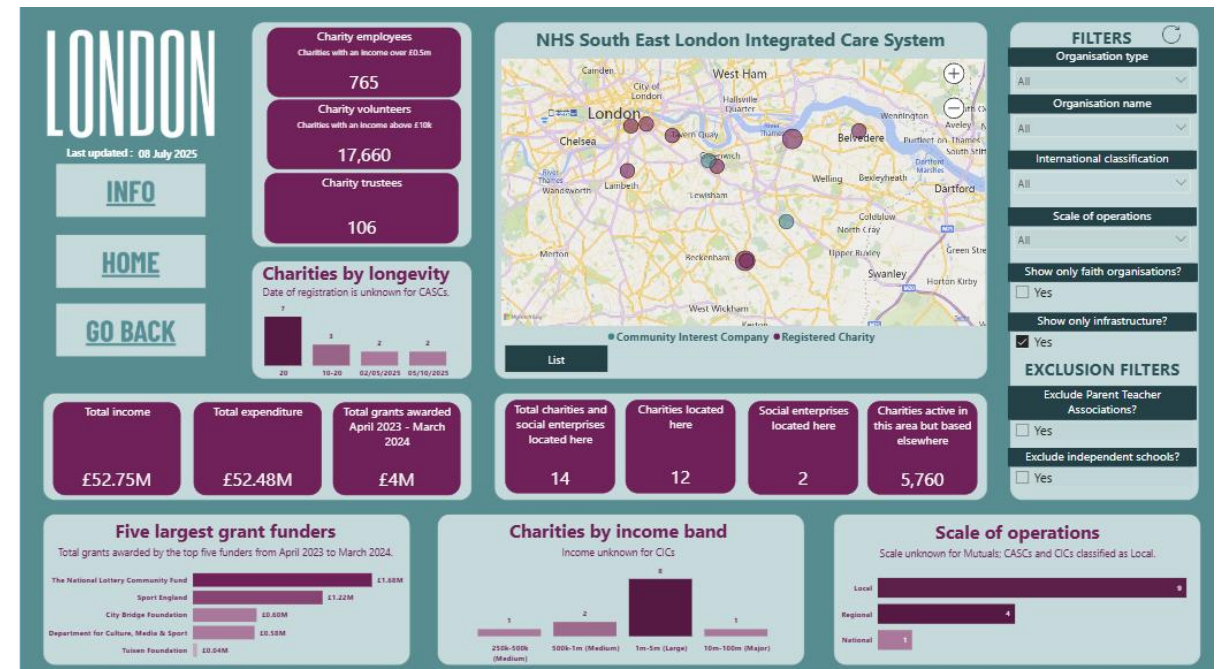 LONDON
Last updated : 08 July 2025
INFO
HOME
GO BACK
Charity employees
Charities with an income over £0.5m
765
Charity volunteers
Charities with an income above £10k
17,660
Charity trustees
106
Charities by longevity
Date of registration is unknown for CASCs.
7
3
2
2
20
10-20
02/05/2025
05/10/2025
NHS South East London Integrated Care System
Camden
West Ham
City of
London
Hallsville
Quarter
London
Chelsea
Wennington
Aveley
Belvedere
Purfleet-on-Thames
Greenwich
River
Thames
Wandsworth
Lambeth
Lewisham
Welling
Bexleyheath
Dartford
Marshes
Dartford
Coldblow
North Cray
Merton
Beckenham
Upper Ruxley
Green Stre
Swanley
Horton Kirby
West Wickham
Community Interest Company
Registered Charity
List
FILTERS
Organisation type
All
Organisation name
All
International classification
All
Scale of operations
All
Show only faith organisations?
Yes
Show only infrastructure?
Yes
EXCLUSION FILTERS
Exclude Parent Teacher
Associations?
Yes
Exclude independent schools?
Yes
Total income
£52.75M
Total expenditure
£52.48M
Total grants awarded
April 2023 - March
2024
£4M
Total charities and
social enterprises
located here
14
Charities located
here
12
Social enterprises
located here
2
Charities active in
this area but based
elsewhere
5,760
Five largest grant funders
Total grants awarded by the top five funders from April 2023 to March 2024.
The National Lottery Community Fund £1.68M
Sport England £1.22M
City Bridge Foundation £0.60M
Department for Culture, Media & Sport £0.58M
Tuixen Foundation £0.04M
Charities by income band
Income unknown for CICs
1
2
8
1
250k-500k
(Medium)
500k-1m (Medium)
1m-5m (Large)
10m-100m (Major)
Scale of operations
Scale unknown for Mutuals; CASCs and CICs classified as Local.
Local 9
Regional 4
National 1